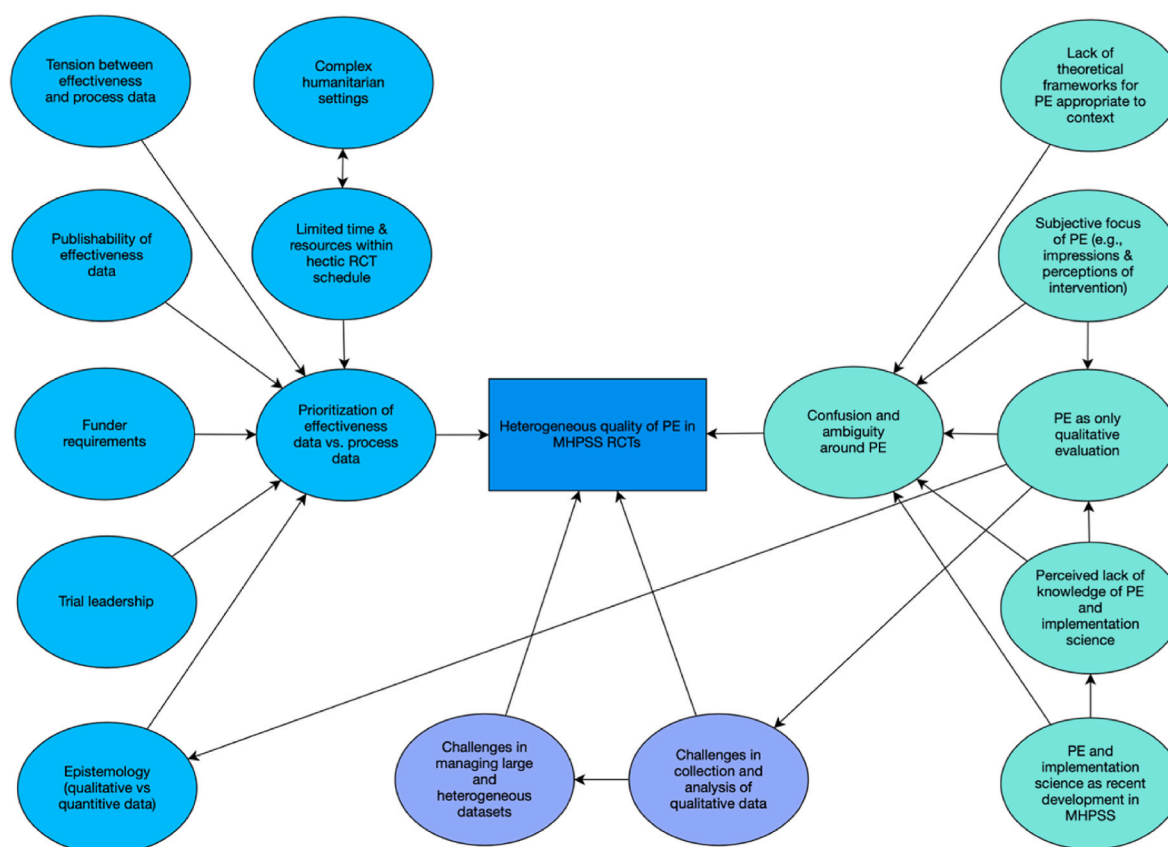 Tension between
effectiveness
and process data
Complex
humanitarian
settings
Lack of
theoretical
frameworks for
PE appropriate to
context
Publishability of
effectiveness
data
Limited time &
resources within
hectic RCT
schedule
Subjective focus
of PE (e.g.,
impressions &
perceptions of
intervention)
Funder
requirements
Prioritization of
effectiveness
data vs. process
data
Heterogeneous quality of PE in
MHPSS RCTs
Confusion and
ambiguity
around PE
PE as only
qualitative
evaluation
Trial leadership
Perceived lack of
knowledge of PE
and
implementation
science
Epistemology
(qualitative vs
quantitive data)
Challenges in
managing large
and
heterogeneous
datasets
Challenges in
collection and
analysis of
qualitative data
PE and
implementation
science as recent
development in
MHPSS